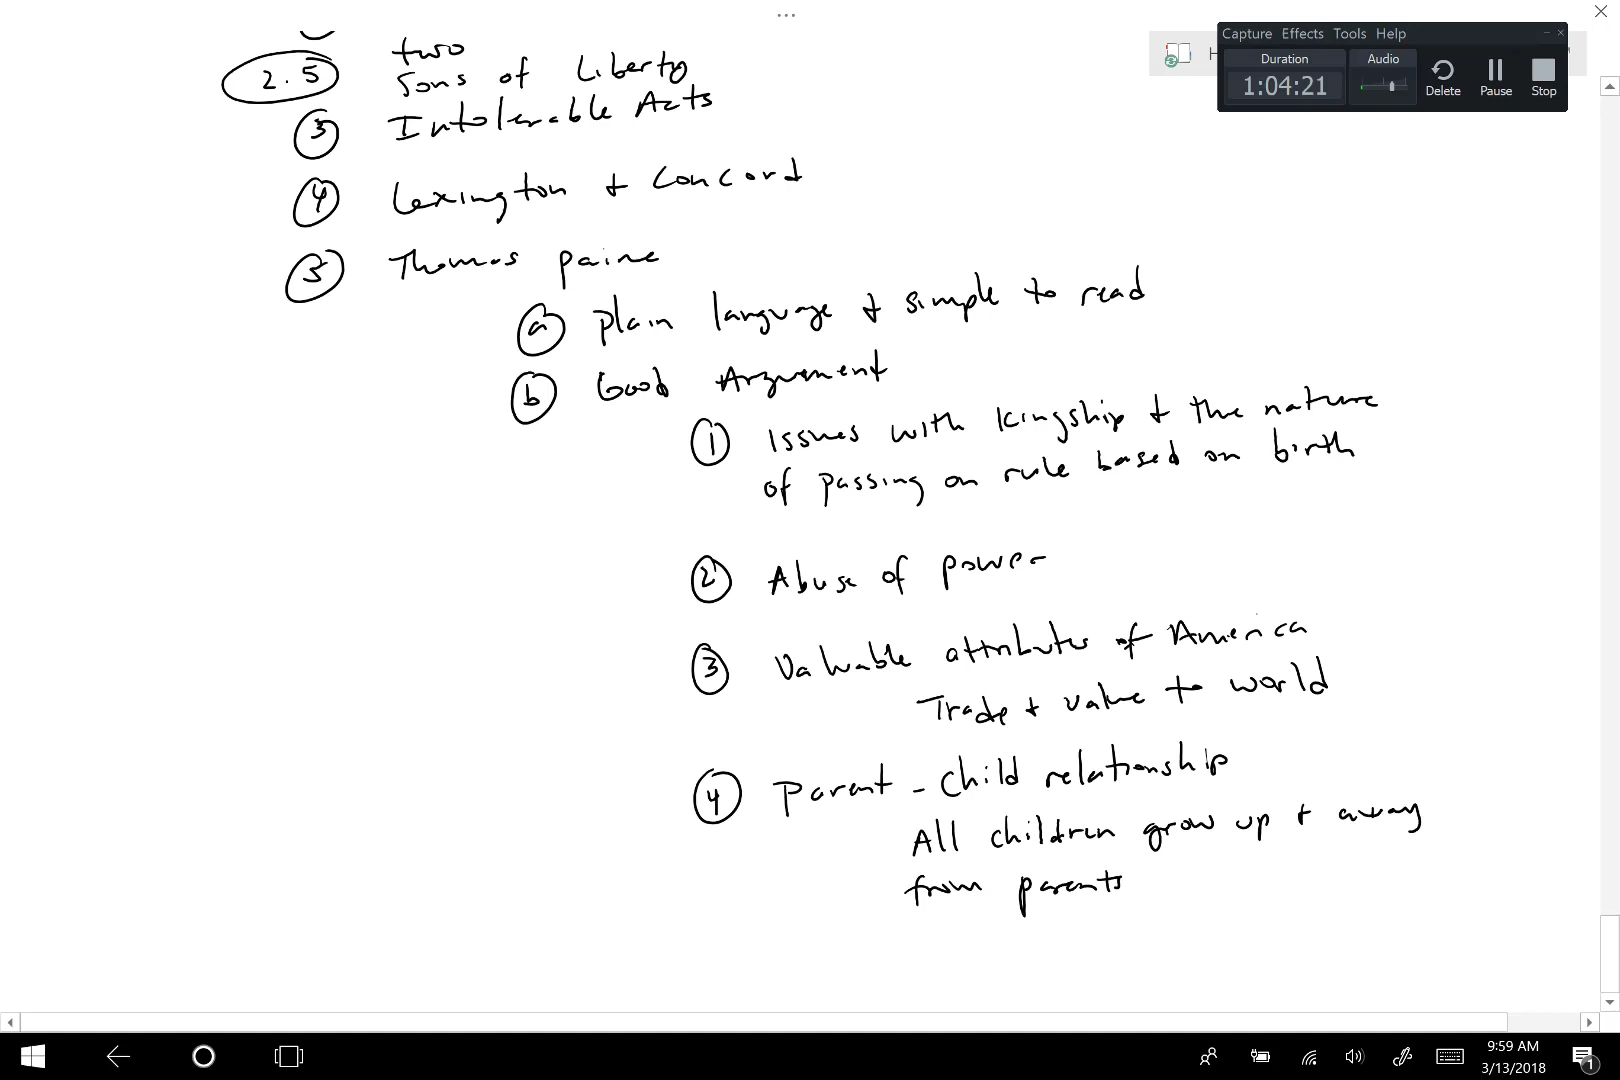 ...
Capture Effects Tools Help
Duration
1:04:21
Audio
Delete
Pause
Stop
H
two
2.5 Sons of Liberty
3 Intolerable Acts
4 Lexington + Concord
5 Thomas Paine
a plain language + simple to read
b Good Arguement
1 issues with kingship + the nature
of passing on rule based on birth
2 Abuse of power
3 Valuable attributes of America
Trade + value to world
4 Parent - child relationship
All children grow up + away
from parents
9:59 AM
3/13/2018
1